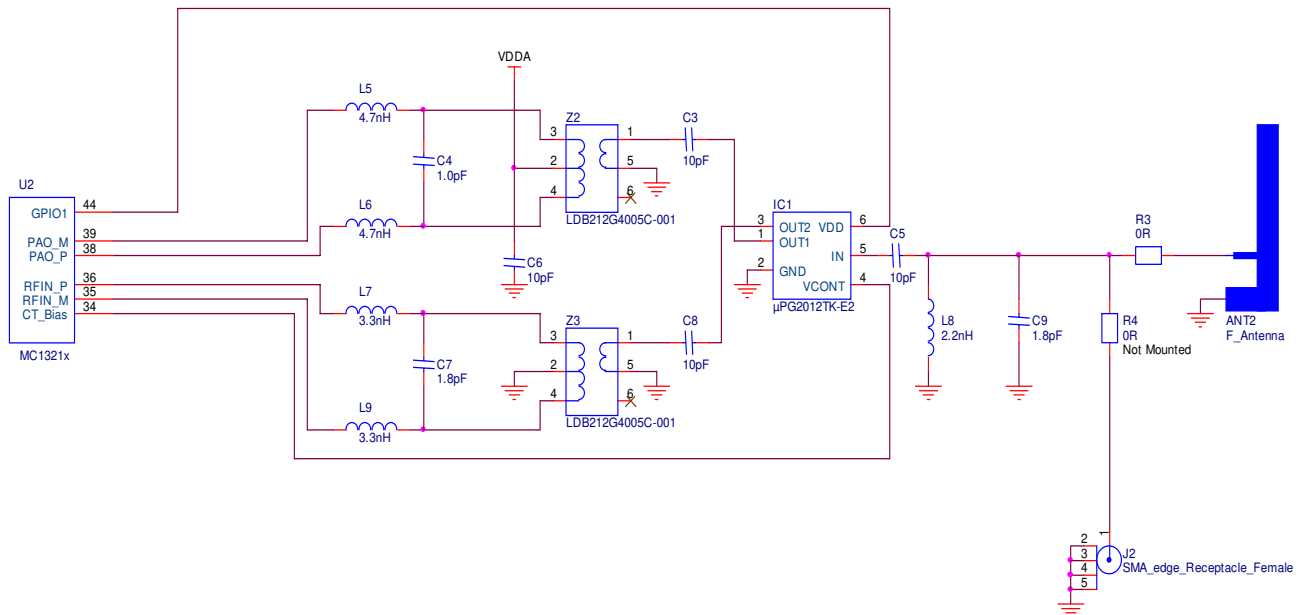 VDDA
L5
4.7nH
C4
1.0pF
L6
4.7nH
Z2
3
2
4
1
5
6
LDB212G4005C-001
C3
10pF
C6
10pF
U2
GPIO1
44
PAO_M
39
PAO_P
38
RFIN_P
36
RFIN_M
35
CT_Bias
34
MC1321x
L7
3.3nH
C7
1.8pF
L9
3.3nH
Z3
3
2
4
1
5
6
LDB212G4005C-001
C8
10pF
IC1
3
OUT2
VDD
6
1
OUT1
IN
5
2
GND
VCONT
4
µPG2012TK-E2
C5
10pF
L8
2.2nH
C9
1.8pF
R3
0R
R4
0R
Not Mounted
ANT2
F_Antenna
1
2
3
4
5
J2
SMA_edge_Receptacle_Female